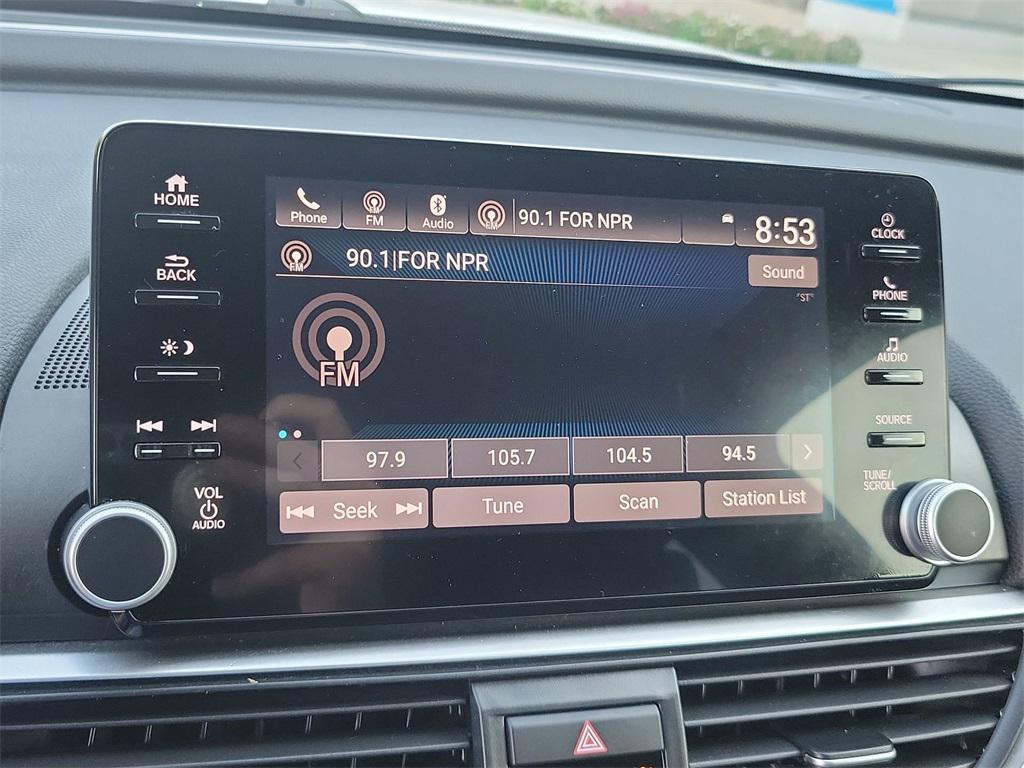 HOME
BACK
VOL
AUDIO
Phone
FM
Audio
FM
90.1 FOR NPR
8:53
FM
90.1|FOR NPR
Sound
"ST"
FM
97.9
105.7
104.5
94.5
Seek
Tune
Scan
Station List
CLOCK
PHONE
AUDIO
SOURCE
TUNE/
SCROLL